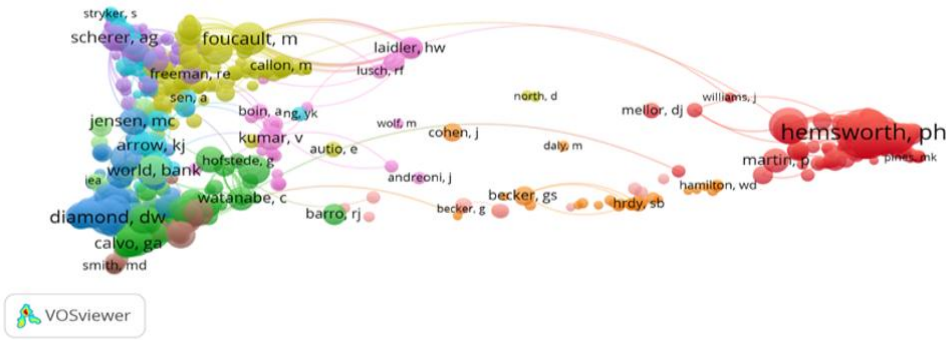 stryker, s
scherer, ag
foucault, m
laidler, hw
callon, m
lusch, rf
freeman, re
sen, a
north, d
williams, j
mellor, dj
boin, a
ng, yk
jensen, mc
wolf, m
hemsworth, ph
kumar, v
cohen, j
arrow, kj
autio, e
daly, m
pines, mk
hofstede, g
martin, p
world, bank
andreoni, j
iea
hamilton, wd
watanabe, c
becker, gs
hrdy, sb
becker, g
barro, rj
diamond, dw
calvo, ga
smith, md
VOSviewer